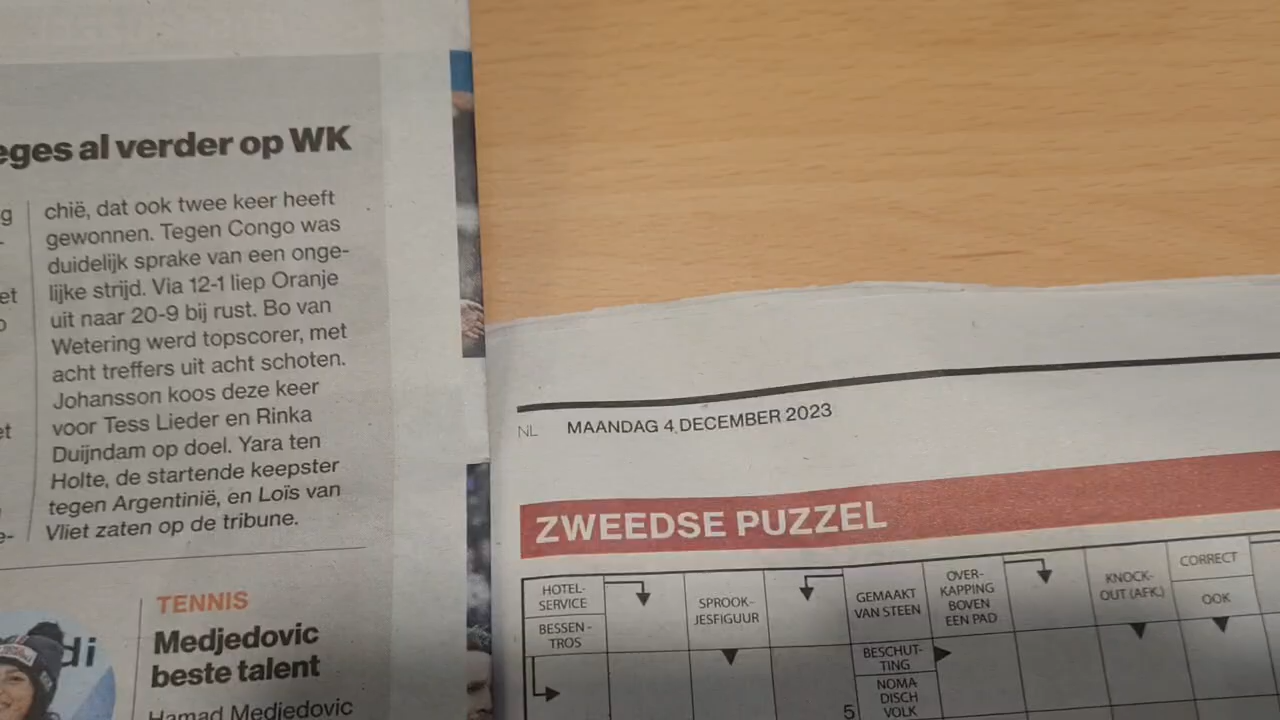 eges al verder op WK
g
et
et
e-
chië, dat ook twee keer heeft
gewonnen. Tegen Congo was
duidelijk sprake van een onge-
lijke strijd. Via 12-1 liep Oranje
uit naar 20-9 bij rust. Bo van
Wetering werd topscorer, met
acht treffers uit acht schoten.
Johansson koos deze keer
voor Tess Lieder en Rinka
Duijndam op doel. Yara ten
Holte, de startende keepster
tegen Argentinië, en Loïs van
Vliet zaten op de tribune.
TENNIS
Medjedovic
beste talent
Hamad Medjedovic
di
NL MAANDAG 4 DECEMBER 2023
ZWEEDSE PUZZEL
HOTEL-
SERVICE
BESSEN-
TROS
SPROOK-
JESFIGUUR
GEMAAKT
VAN STEEN
OVER-
KAPPING
BOVEN
EEN PAD
KNOCK-
OUT (AFK.)
CORRECT
OOK
BESCHUT-
TING
NOMA
DISCH
VOLK
5